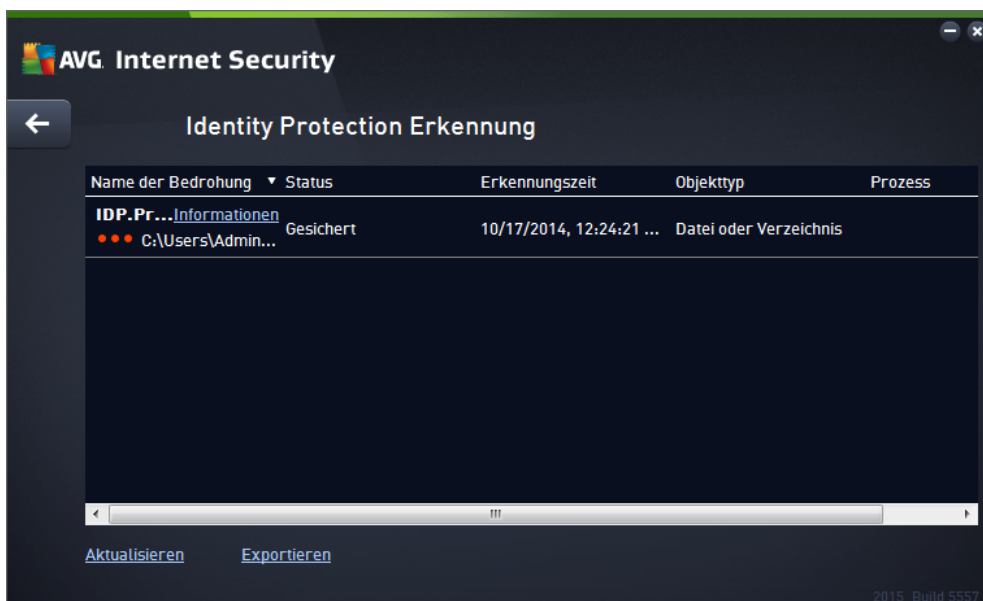 AVG. Internet Security
Identity Protection Erkennung
Name der Bedrohung Status Erkennungszeit Objekttyp Prozess
IDP.Pr...Informationen
C:\Users\Admin...
Gesichert 10/17/2014, 12:24:21 ... Datei oder Verzeichnis
Aktualisieren Exportieren
2015. Build 5557